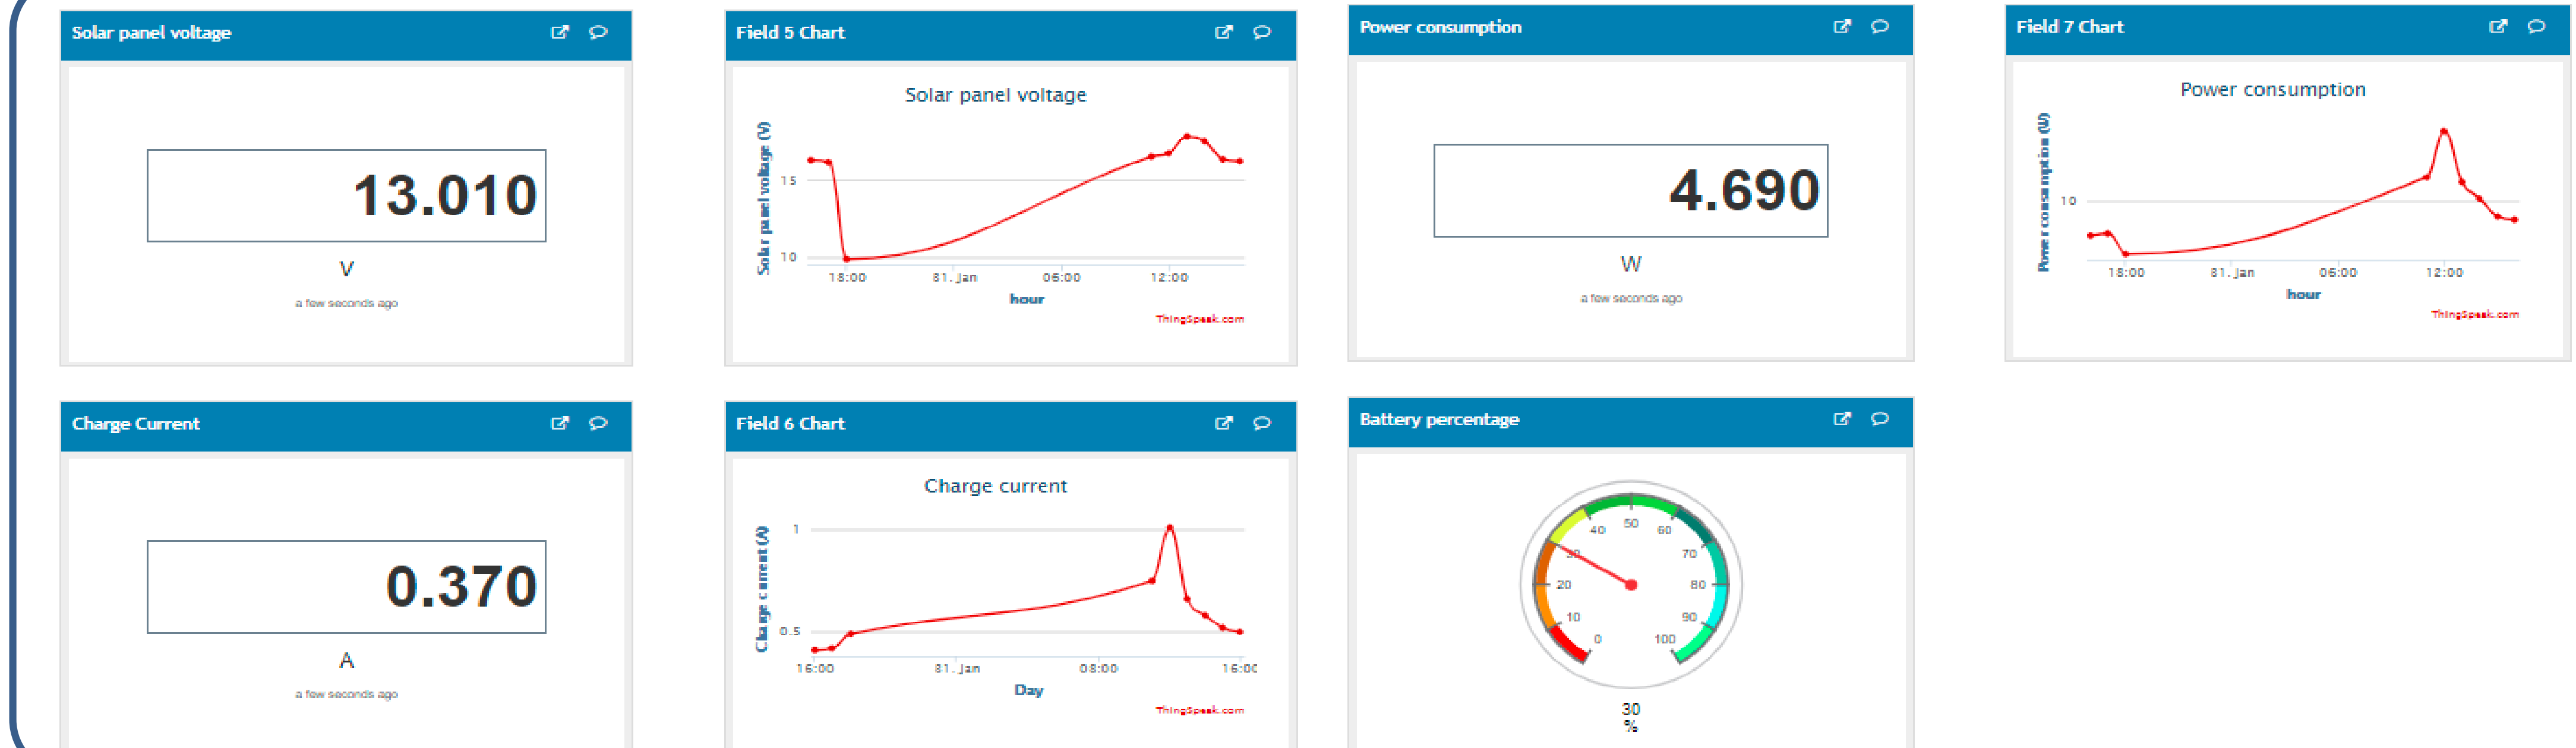 Solar panel voltage
13.010
V
a few seconds ago
Field 5 Chart
Solar panel voltage
Solar panel voltage (V)
15
10
18:00 31. Jan 06:00 12:00
hour
ThingSpeak.com
Power consumption
4.690
W
a few seconds ago
Field 7 Chart
Power consumption
Power consumption (W)
10
18:00 31. Jan 06:00 12:00
hour
ThingSpeak.com
Charge Current
0.370
A
a few seconds ago
Field 6 Chart
Charge current
Charge current (A)
1
0.5
16:00 31. Jan 08:00 16:00
Day
ThingSpeak.com
Battery percentage
0 10 20 30 40 50 60 70 80 90 100
30
%